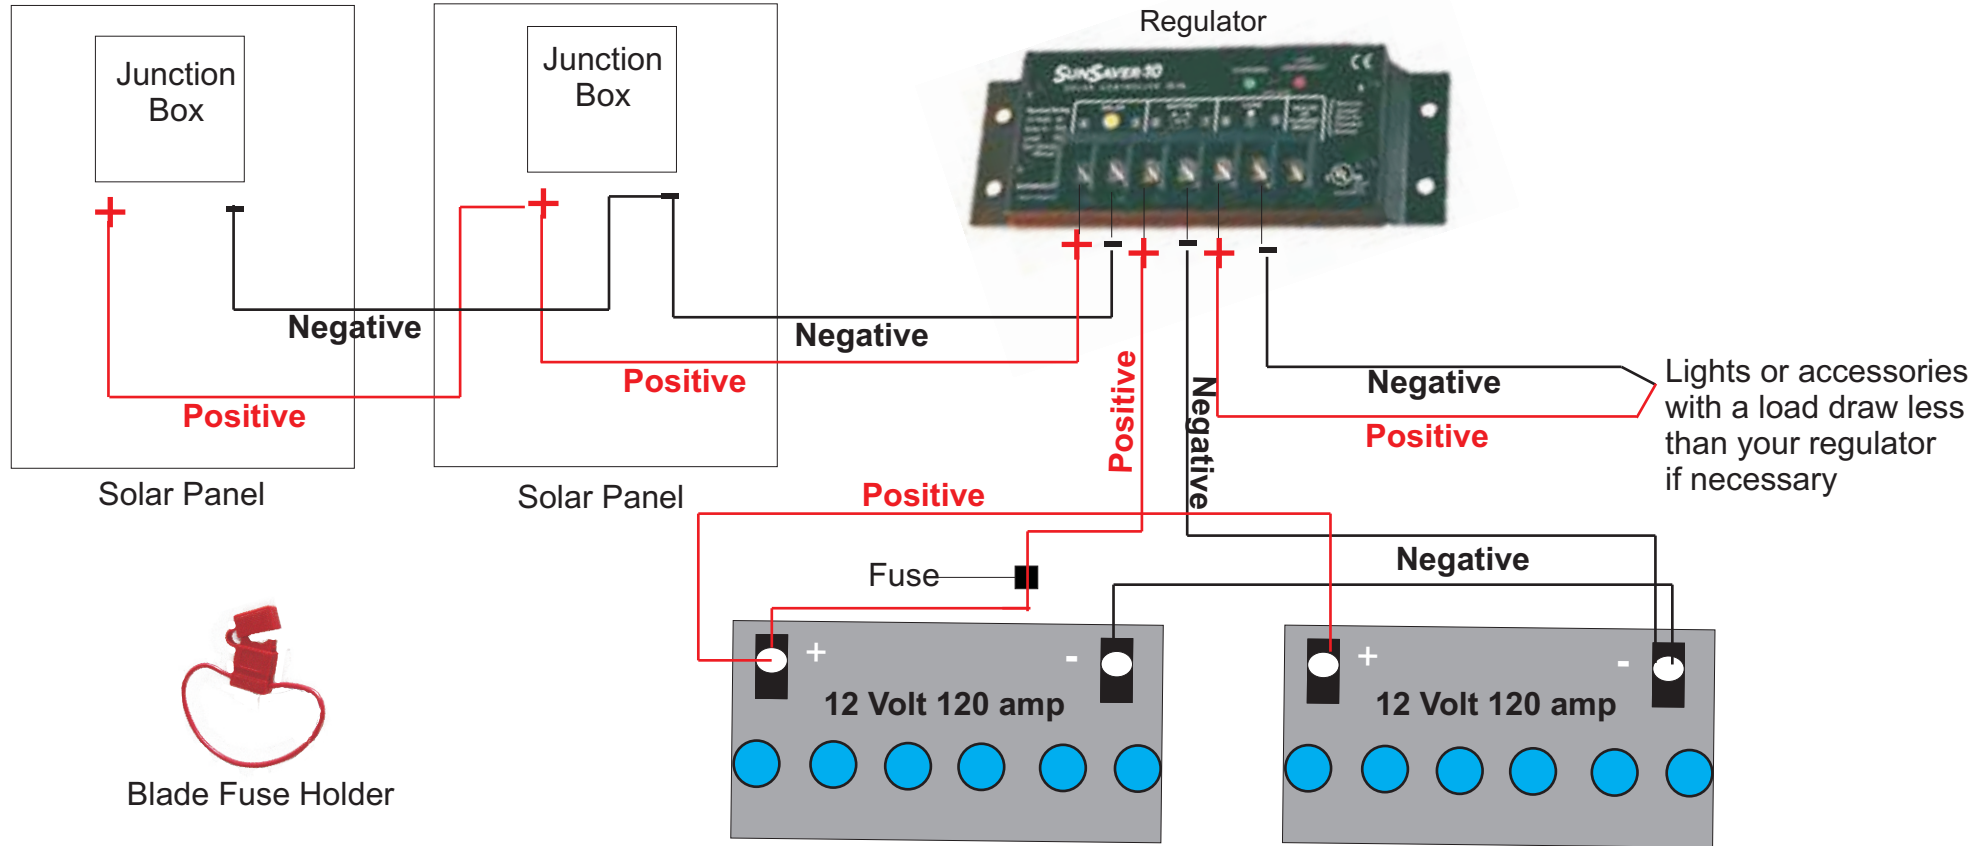 Regulator
Junction
Box
Junction
Box
SUNSAVER-10
+
-
+
-
+
-
+
-
+
-
Negative
Negative
Positive
Positive
Positive
Negative
Negative
Positive
Lights or accessories
with a load draw less
than your regulator
if necessary
Solar Panel
Solar Panel
Positive
Negative
Fuse
+
-
12 Volt 120 amp
+
-
12 Volt 120 amp
Blade Fuse Holder